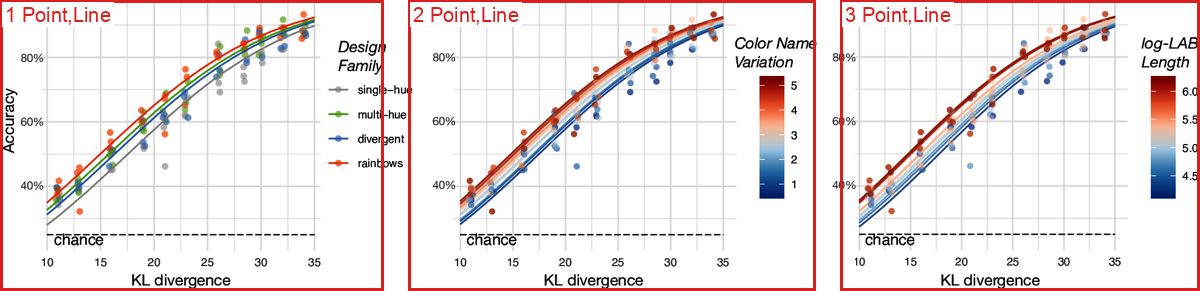 1 Point,Line
Accuracy
80%
60%
40%
chance
10 15 20 25 30 35
KL divergence
Design
Family
single-hue
multi-hue
divergent
rainbows
2 Point,Line
80%
60%
40%
chance
10 15 20 25 30 35
KL divergence
Color Name
Variation
5
4
3
2
1
3 Point,Line
80%
60%
40%
chance
10 15 20 25 30 35
KL divergence
log-LAB
Length
6.0
5.5
5.0
4.5